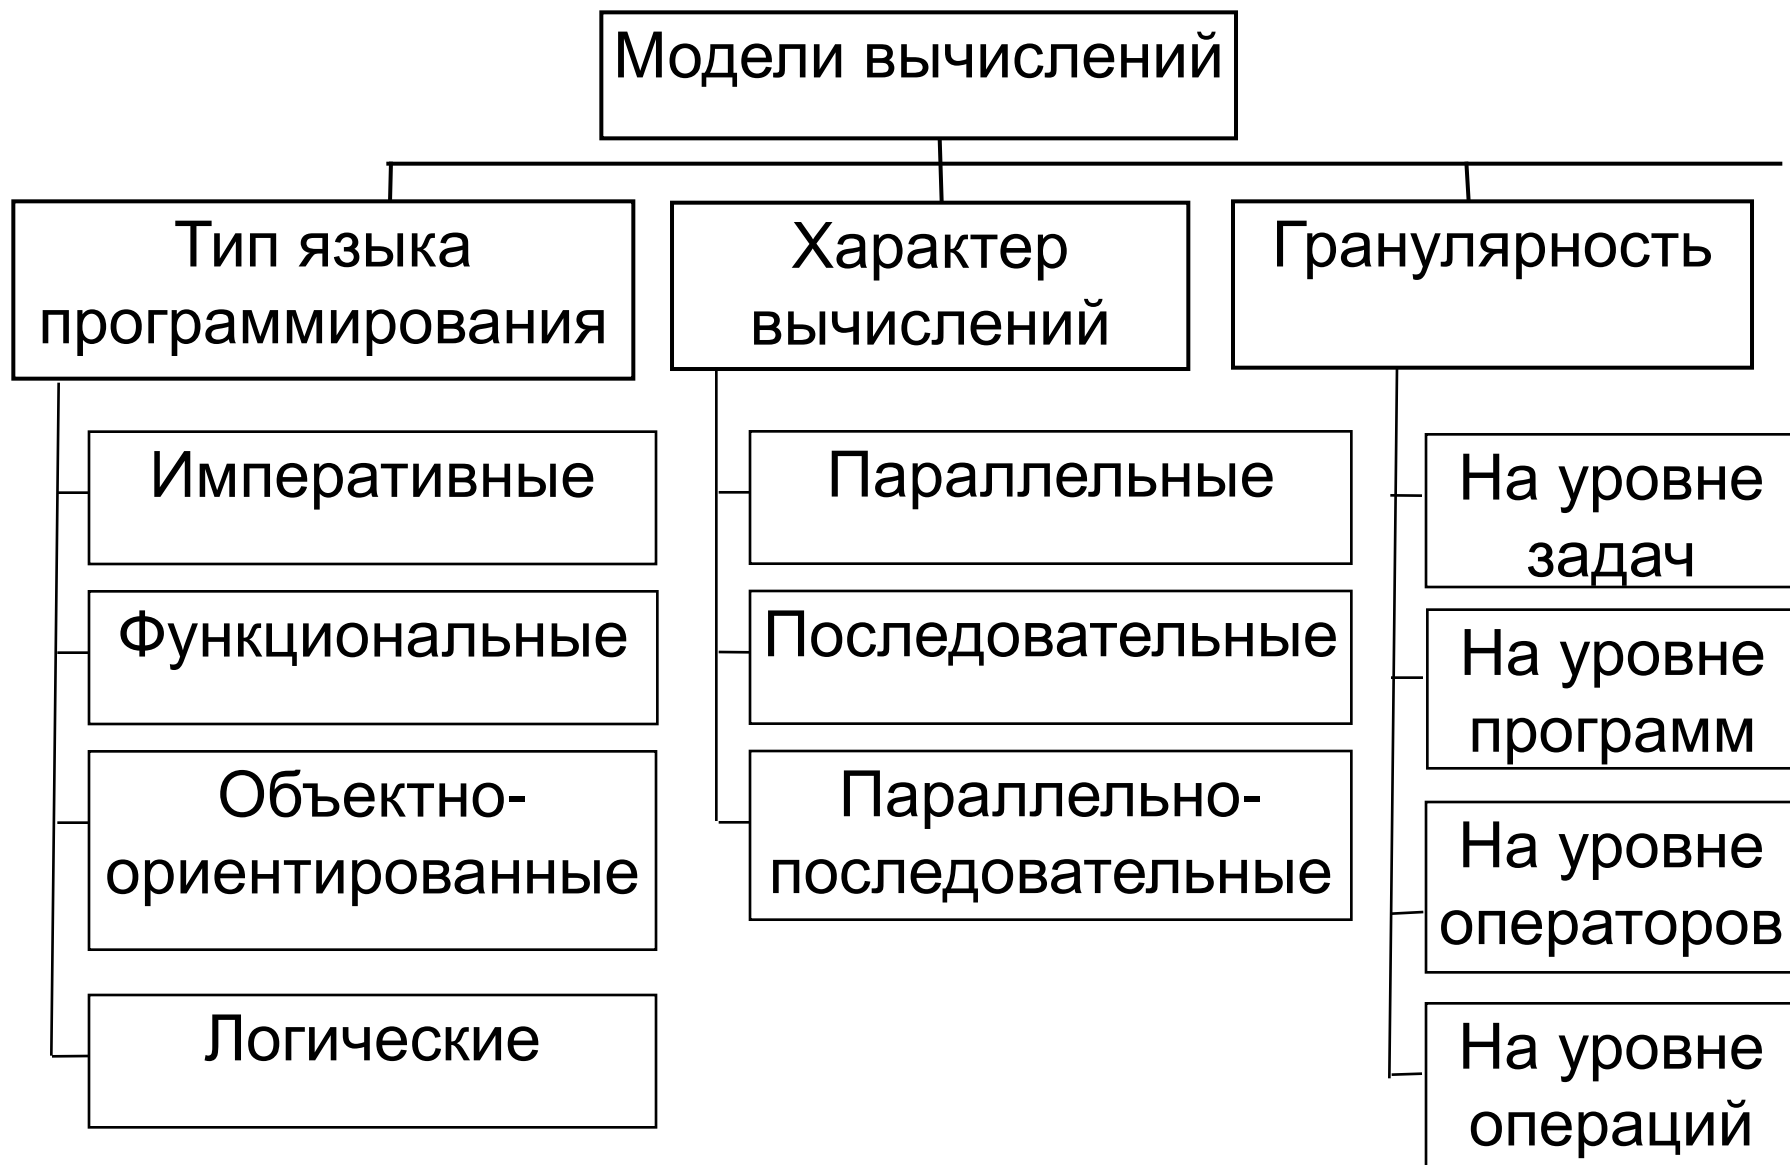 Модели вычислений
Тип языка
программирования
Характер
вычислений
Гранулярность
Императивные
Функциональные
Объектно-
ориентированные
Логические
Параллельные
Последовательные
Параллельно-
последовательные
На уровне
задач
На уровне
программ
На уровне
операторов
На уровне
операций